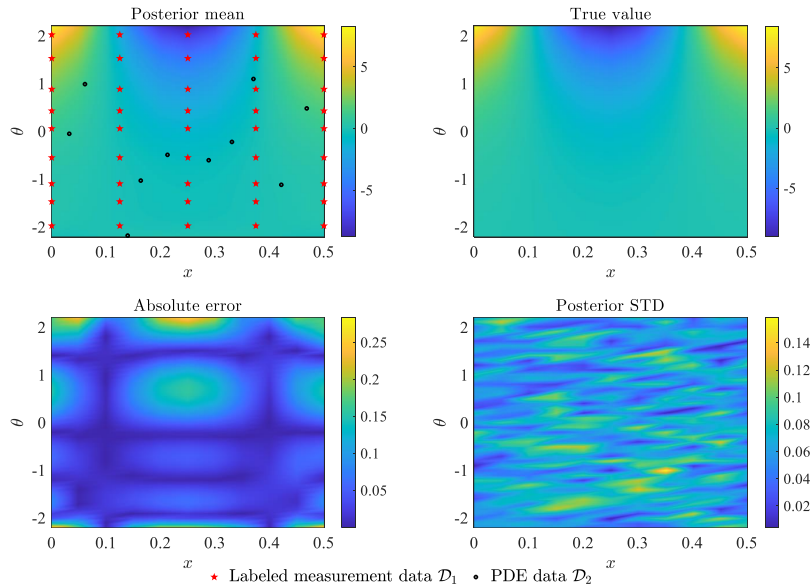 Posterior mean
2
1
0
-1
-2
θ
0 0.1 0.2 0.3 0.4 0.5
x
5
0
-5
True value
2
1
0
-1
-2
θ
0 0.1 0.2 0.3 0.4 0.5
x
5
0
-5
Absolute error
2
1
0
-1
-2
θ
0 0.1 0.2 0.3 0.4 0.5
x
0.25
0.20
0.15
0.10
0.05
Posterior STD
2
1
0
-1
-2
θ
0 0.1 0.2 0.3 0.4 0.5
x
0.14
0.12
0.1
0.08
0.06
0.04
0.02
Labeled measurement data 𝒟₁ PDE data 𝒟₂